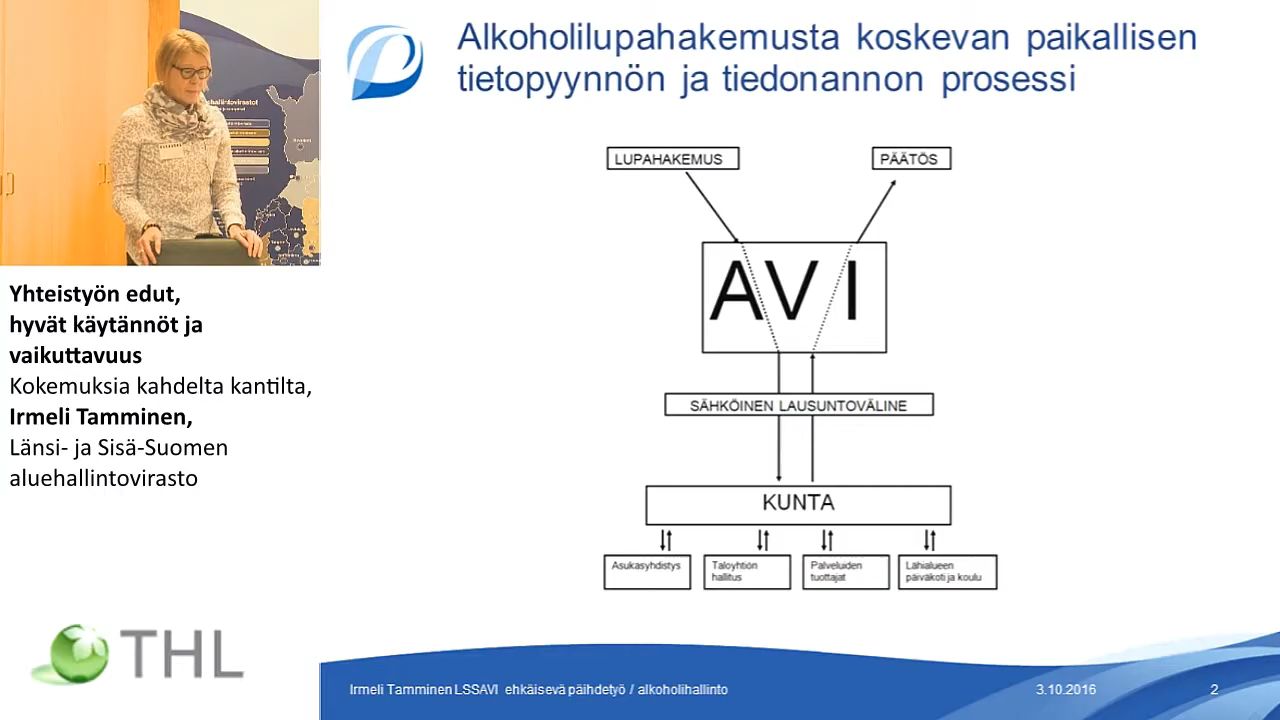 Alkoholilupahakemusta koskevan paikallisen
tietopyynnön ja tiedonannon prosessi
LUPAHAKEMUS
PÄÄTÖS
AVI
SÄHKÖINEN LAUSUNTOVÄLINE
KUNTA
Asukasyhdistys
Taloyhtiön
hallitus
Palveluiden
tuottajat
Lähialueen
päiväkoti ja koulu
Yhteistyön edut,
hyvät käytännöt ja
vaikuttavuus
Kokemuksia kahdelta kantilta,
Irmeli Tamminen,
Länsi- ja Sisä-Suomen
aluehallintovirasto
THL
Irmeli Tamminen LSSAVI ehkäisevä päihdetyö / alkoholihallinto
3.10.2016
2